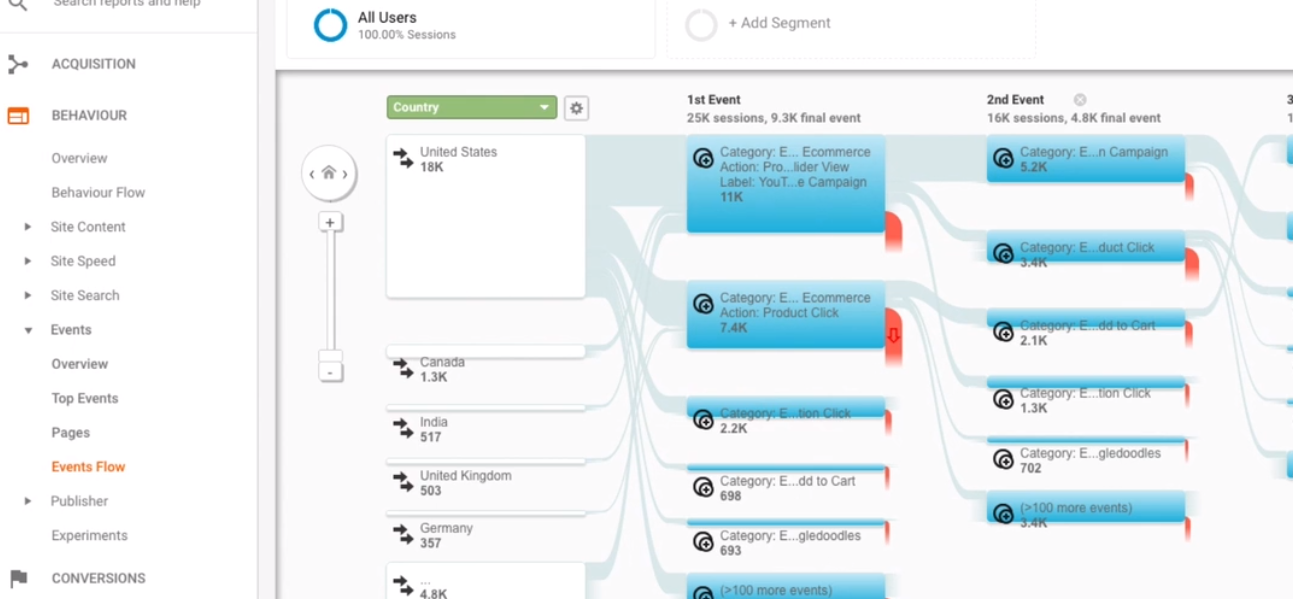 Search reports and help
ACQUISITION
BEHAVIOUR
Overview
Behaviour Flow
Site Content
Site Speed
Site Search
Events
Overview
Top Events
Pages
Events Flow
Publisher
Experiments
CONVERSIONS
All Users
100.00% Sessions
+ Add Segment
Country
United States
18K
Canada
1.3K
India
517
United Kingdom
503
Germany
357
...
4.8K
1st Event
25K sessions, 9.3K final event
Category: E... Ecommerce
Action: Pro...lider View
Label: YouT...e Campaign
11K
Category: E... Ecommerce
Action: Product Click
7.4K
Category: E...tion Click
2.2K
Category: E...dd to Cart
698
Category: E...gledoodles
693
(>100 more events)
2nd Event
16K sessions, 4.8K final event
Category: E...n Campaign
5.2K
Category: E...duct Click
3.4K
Category: E...dd to Cart
2.1K
Category: E...tion Click
1.3K
Category: E...gledoodles
702
(>100 more events)
3.4K